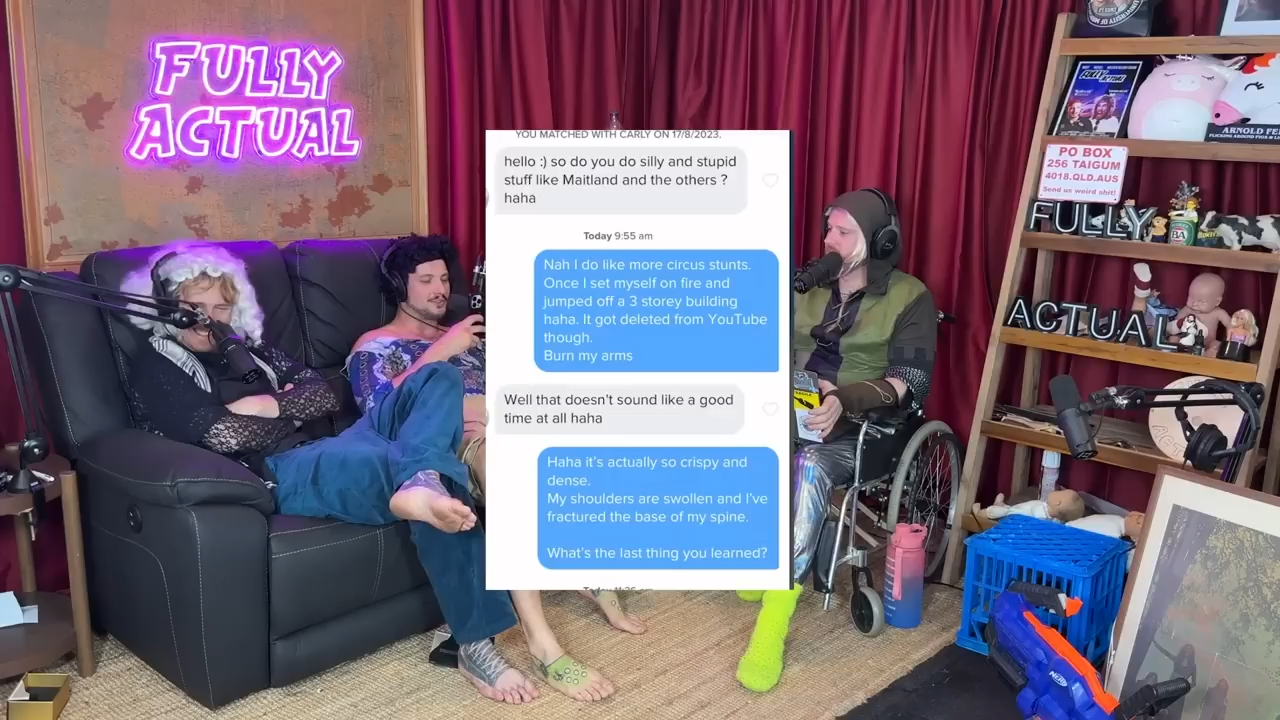 FULLY
ACTUAL
YOU MATCHED WITH CARLY ON 17/8/2023.
hello :) so do you do silly and stupid
stuff like Maitland and the others ?
haha
Today 9:55 am
Nah I do like more circus stunts.
Once I set myself on fire and
jumped off a 3 storey building
haha. It got deleted from YouTube
though.
Burn my arms
Well that doesn't sound like a good
time at all haha
Haha it's actually so crispy and
dense.
My shoulders are swollen and I've
fractured the base of my spine.
What's the last thing you learned?
Today
FULLY ACTUAL
ARNOLD
PO BOX
256 TAIGUM
4018.QLD.AUS
Send us weird shit!
FULLY
ACTUAL
NERF